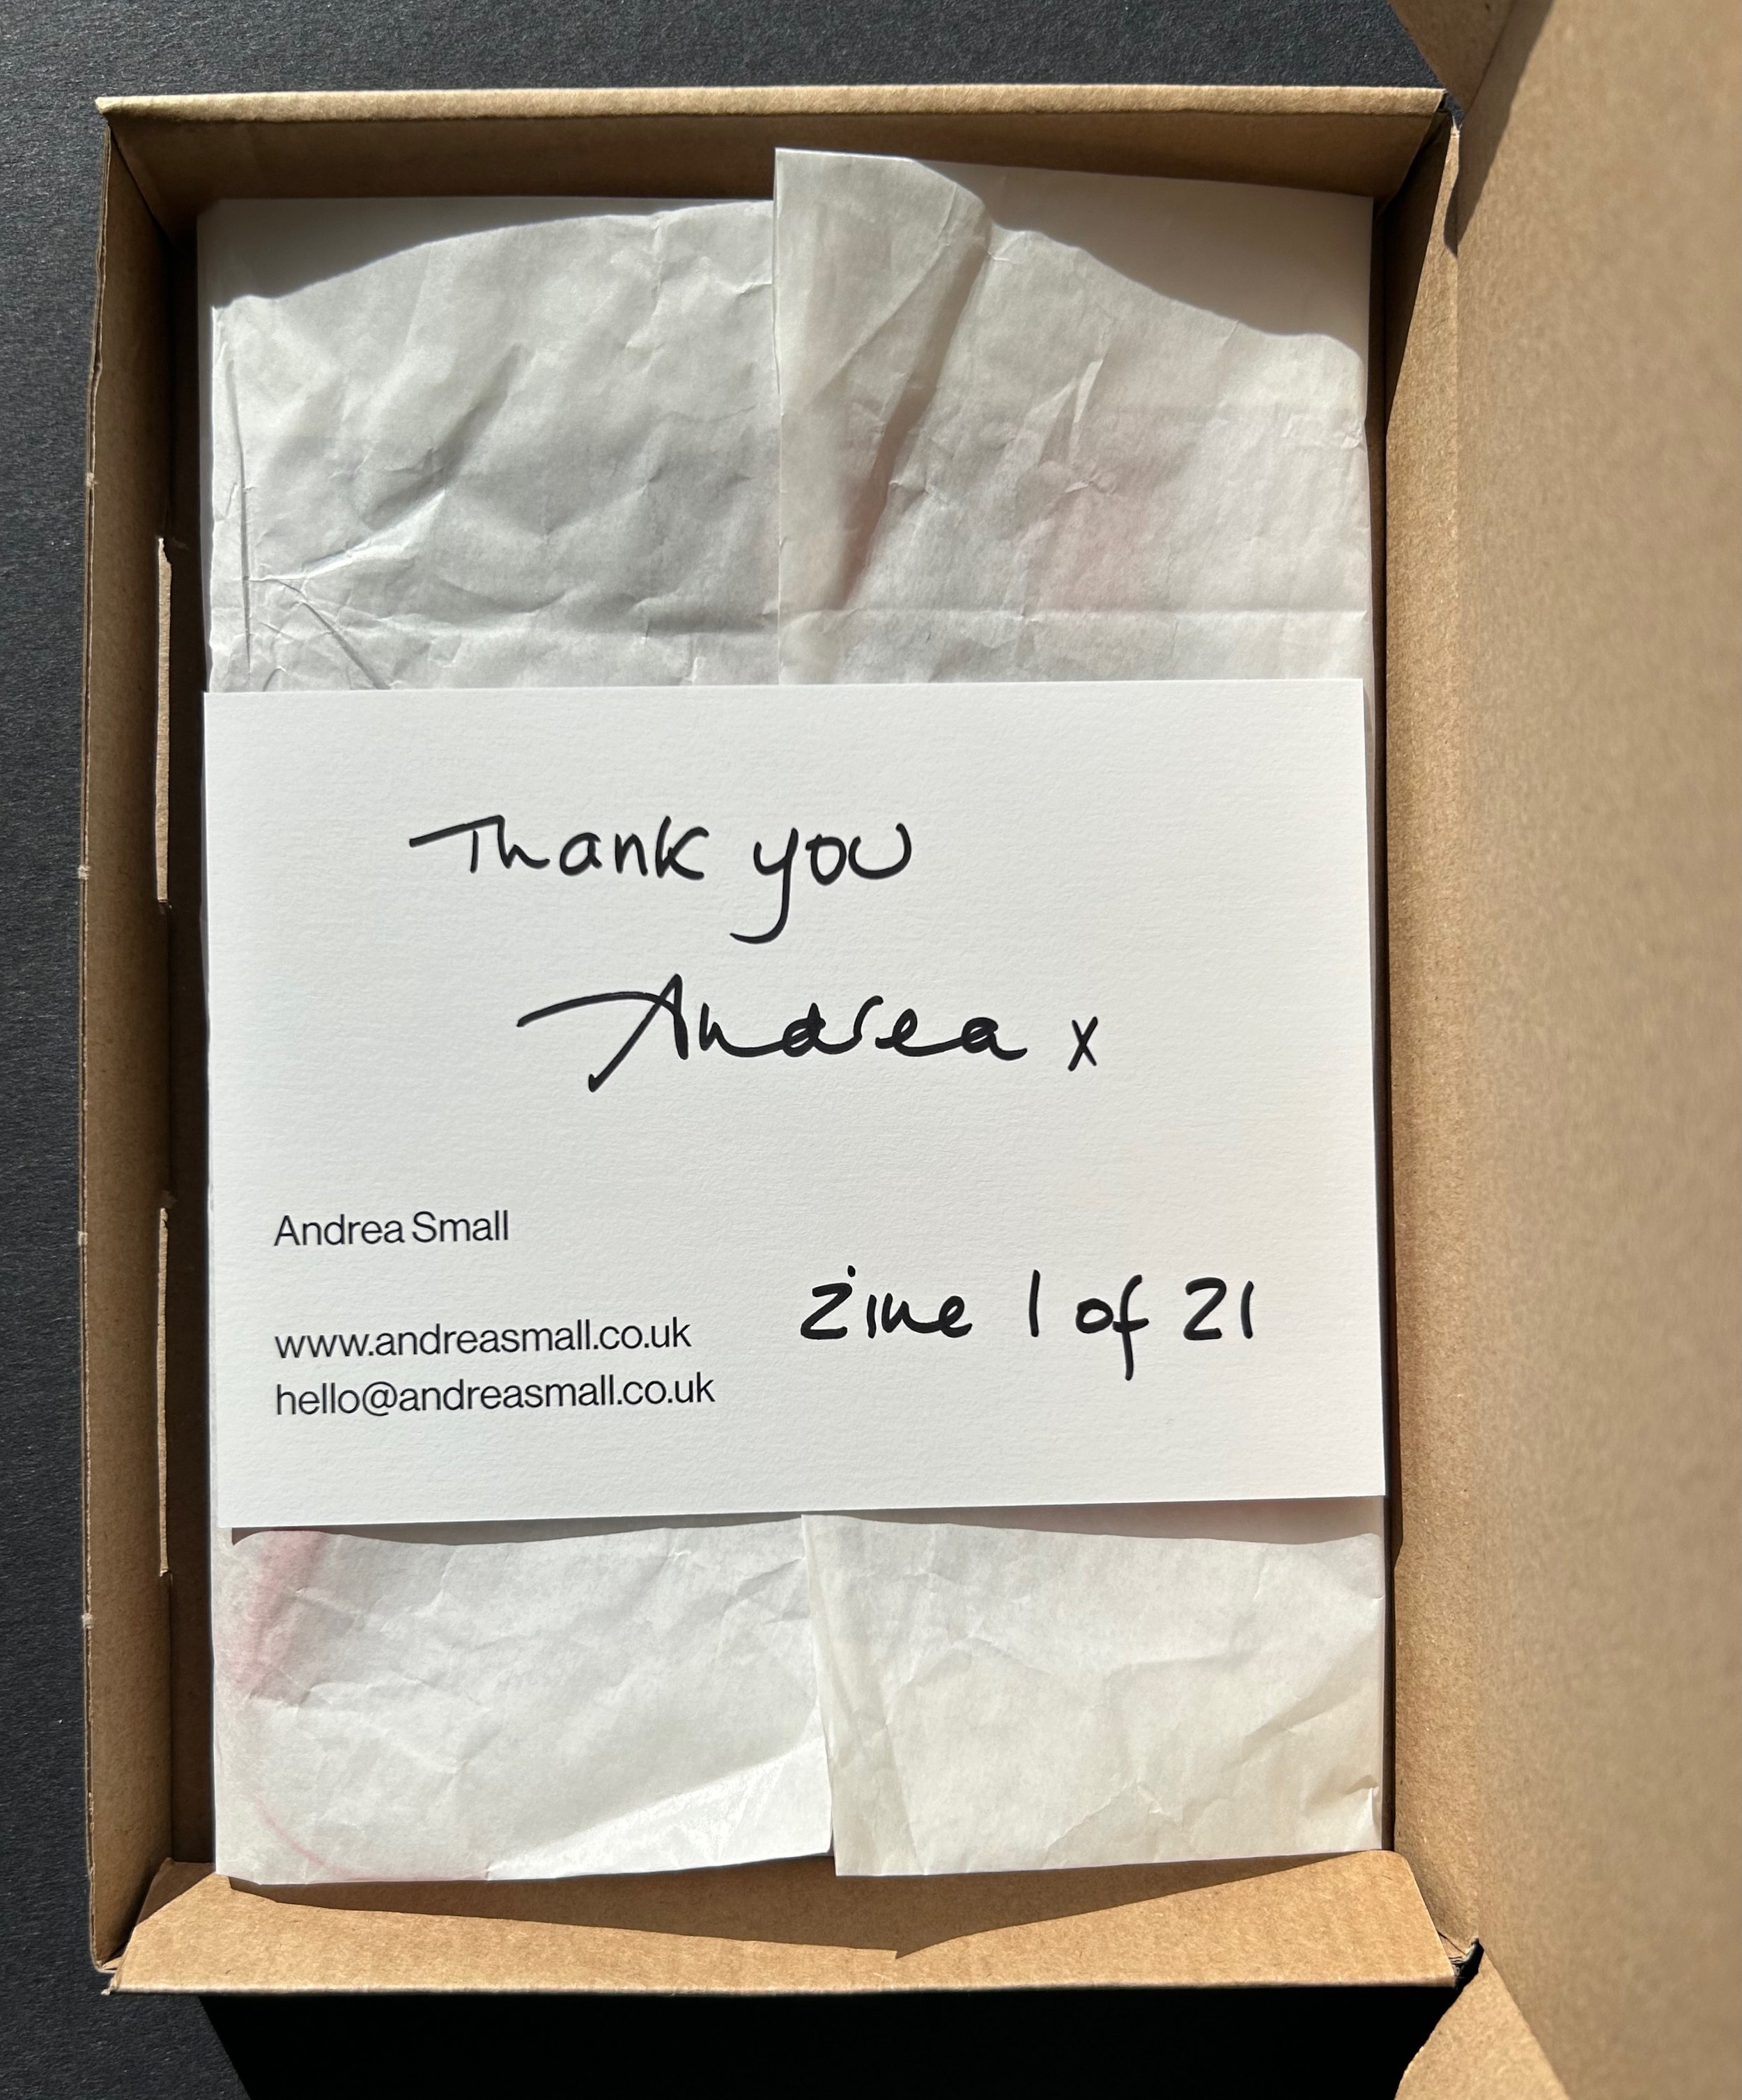 Thank you
Andrea x
Andrea Small
zine 1 of 21
www.andreasmall.co.uk
hello@andreasmall.co.uk